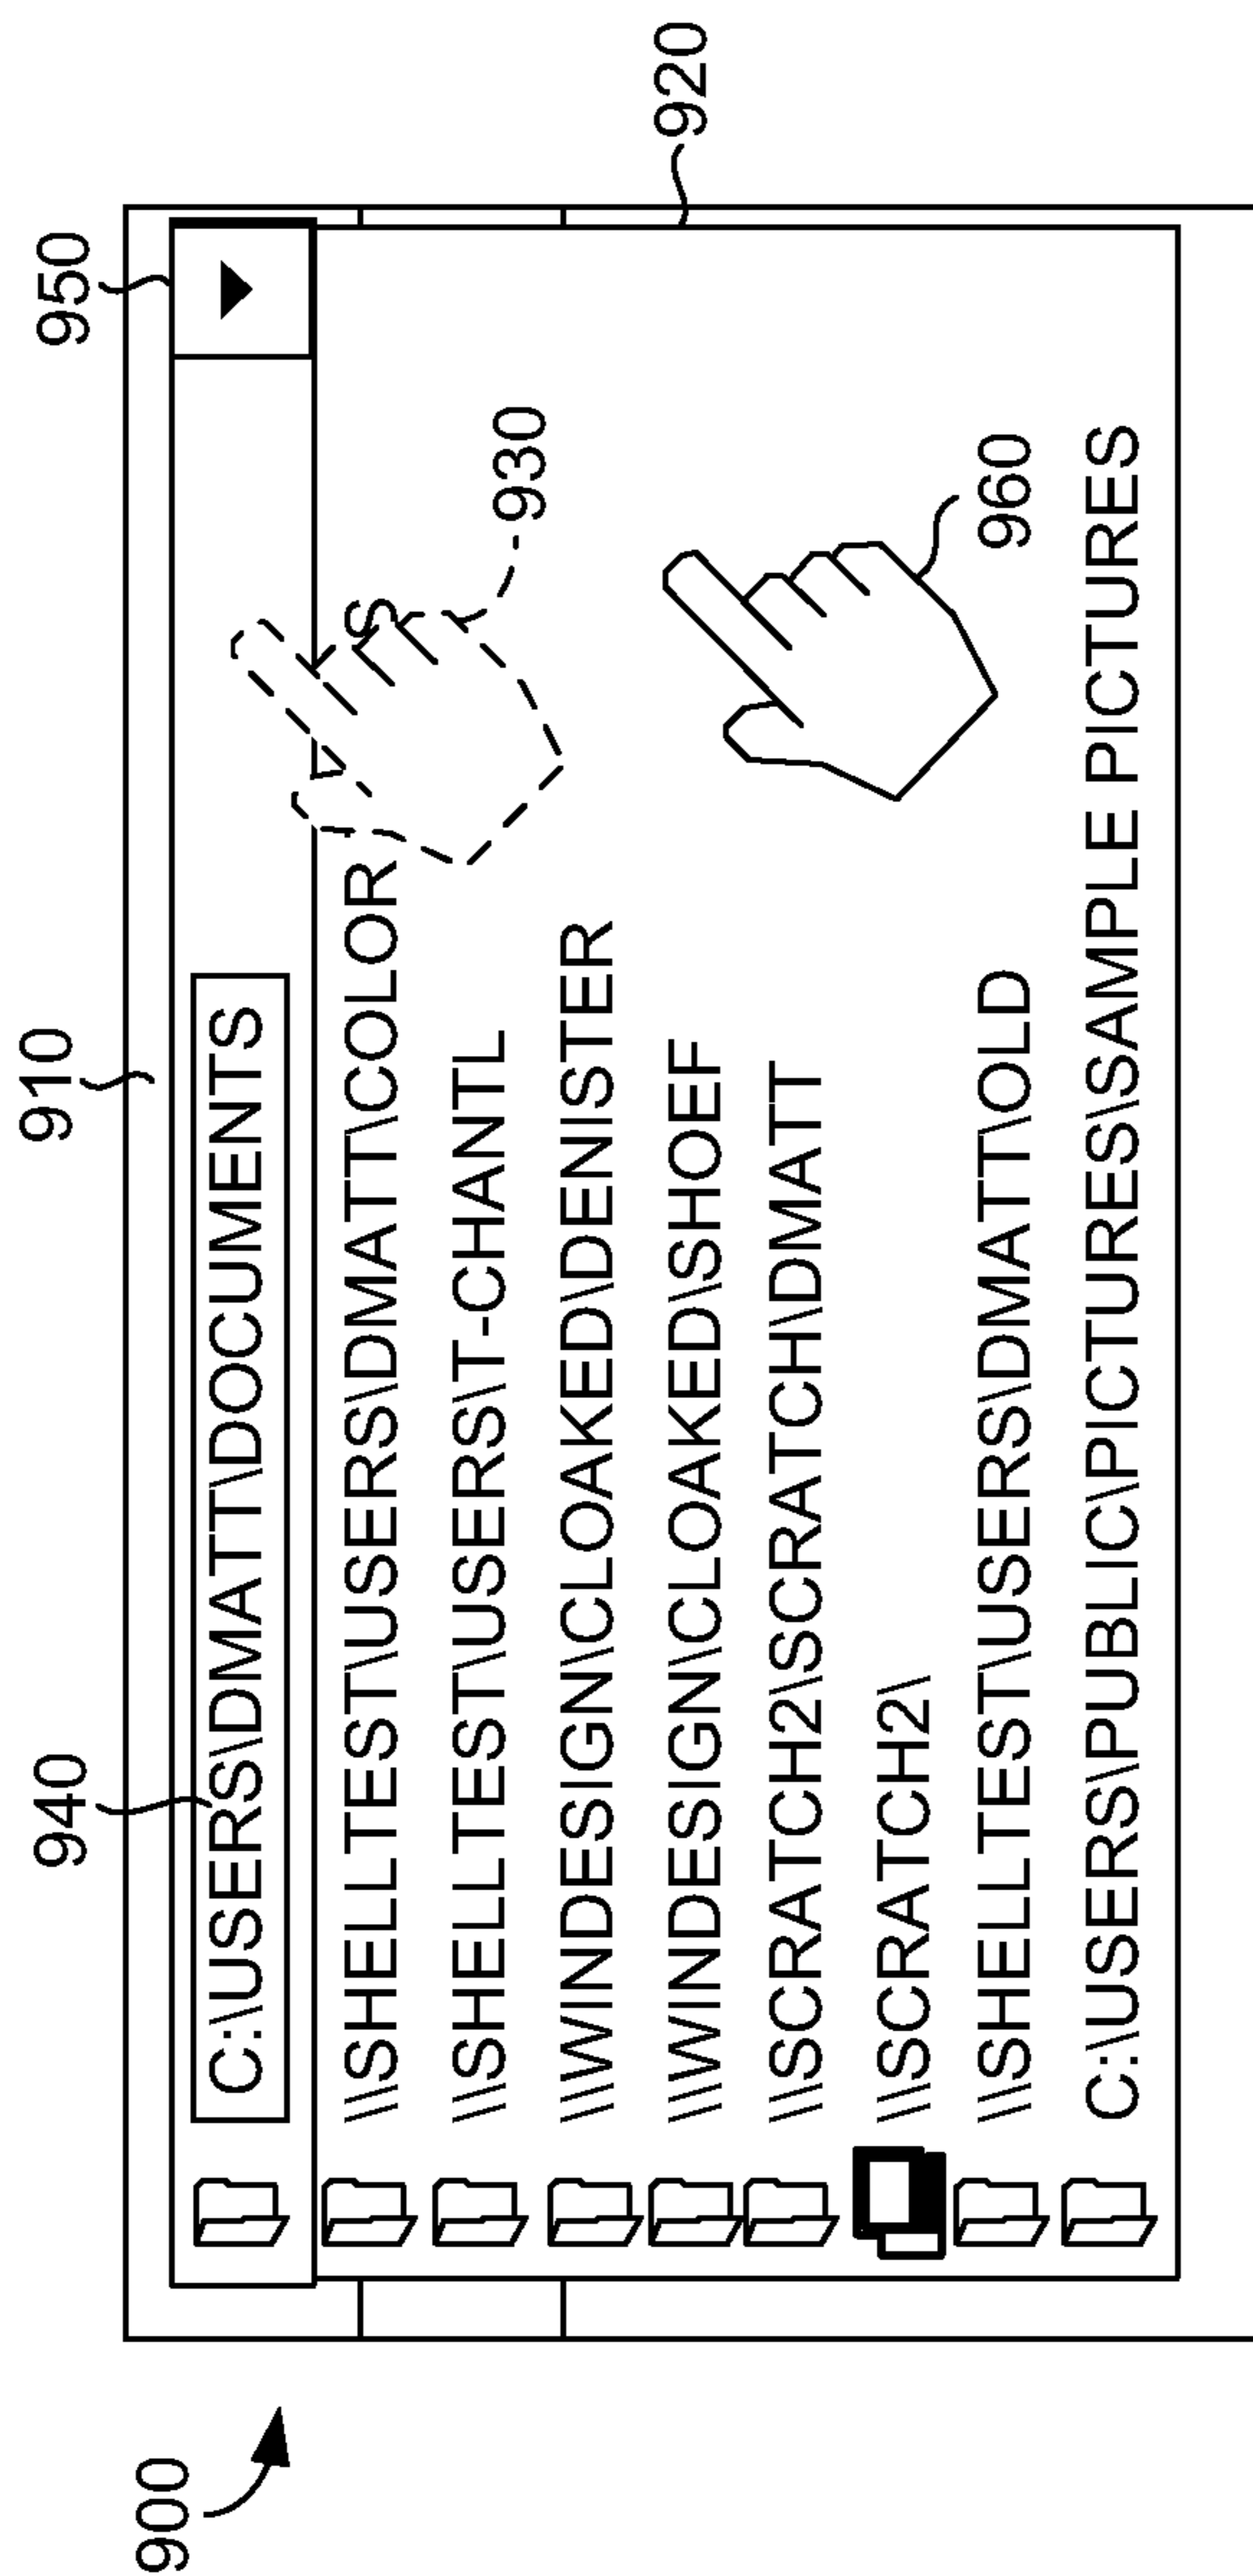 900
910
940
950
C:\USERS\DMATT\DOCUMENTS
\\SHELLTEST\USERS\DMATT\COLORS
\\SHELLTEST\USERS\T-CHANTL
930
\\WINDESIGN\CLOAKED\DENISTER
\\WINDESIGN\CLOAKED\SHOEF
920
\\SCRATCH2\SCRATCH\DMATT
\\SCRATCH2\
\\SHELLTEST\USERS\DMATT\OLD
960
C:\USERS\PUBLIC\PICTURES\SAMPLE PICTURES